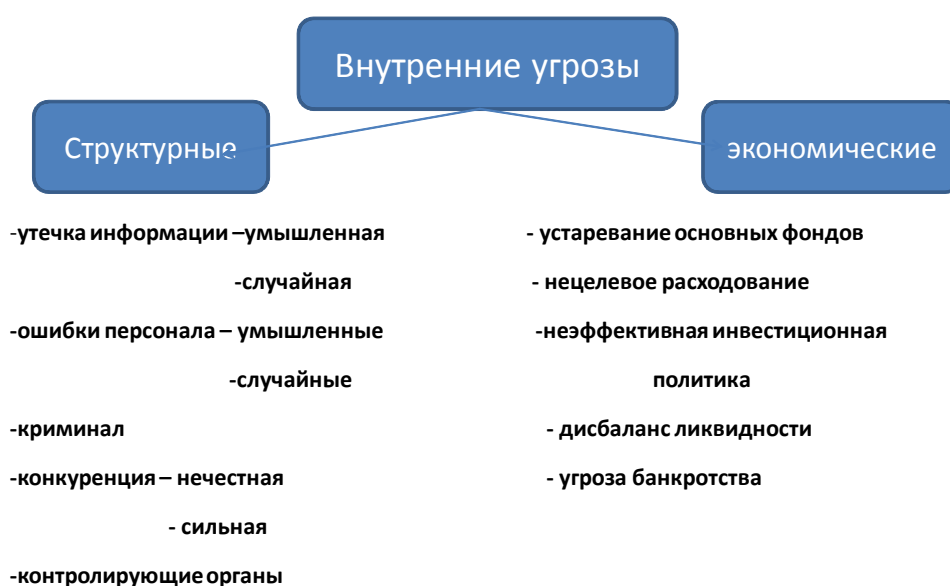 Внутренние угрозы
Структурные
экономические
-утечка информации –умышленная
-случайная
-ошибки персонала – умышленные
-случайные
-криминал
-конкуренция – нечестная
- сильная
-контролирующие органы
- устаревание основных фондов
- нецелевое расходование
-неэффективная инвестиционная
политика
- дисбаланс ликвидности
- угроза банкротства